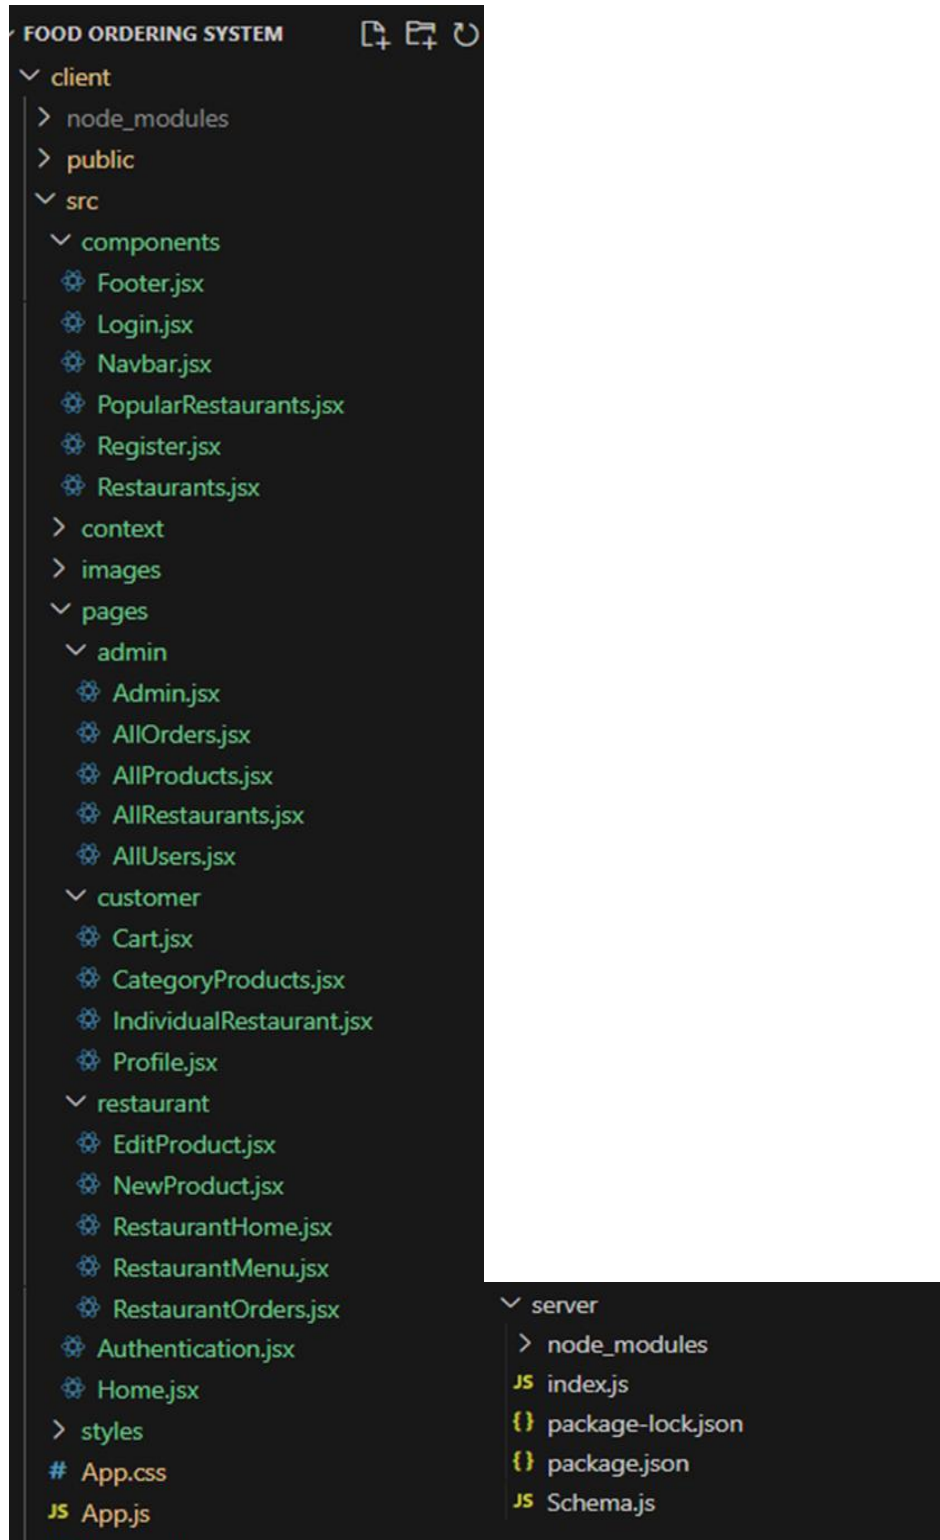 FOOD ORDERING SYSTEM
client
node_modules
public
src
components
Footer.jsx
Login.jsx
Navbar.jsx
PopularRestaurants.jsx
Register.jsx
Restaurants.jsx
context
images
pages
admin
Admin.jsx
AllOrders.jsx
AllProducts.jsx
AllRestaurants.jsx
AllUsers.jsx
customer
Cart.jsx
CategoryProducts.jsx
IndividualRestaurant.jsx
Profile.jsx
restaurant
EditProduct.jsx
NewProduct.jsx
RestaurantHome.jsx
RestaurantMenu.jsx
RestaurantOrders.jsx
Authentication.jsx
Home.jsx
styles
# App.css
JS App.js
server
node_modules
JS index.js
{} package-lock.json
{} package.json
JS Schema.js